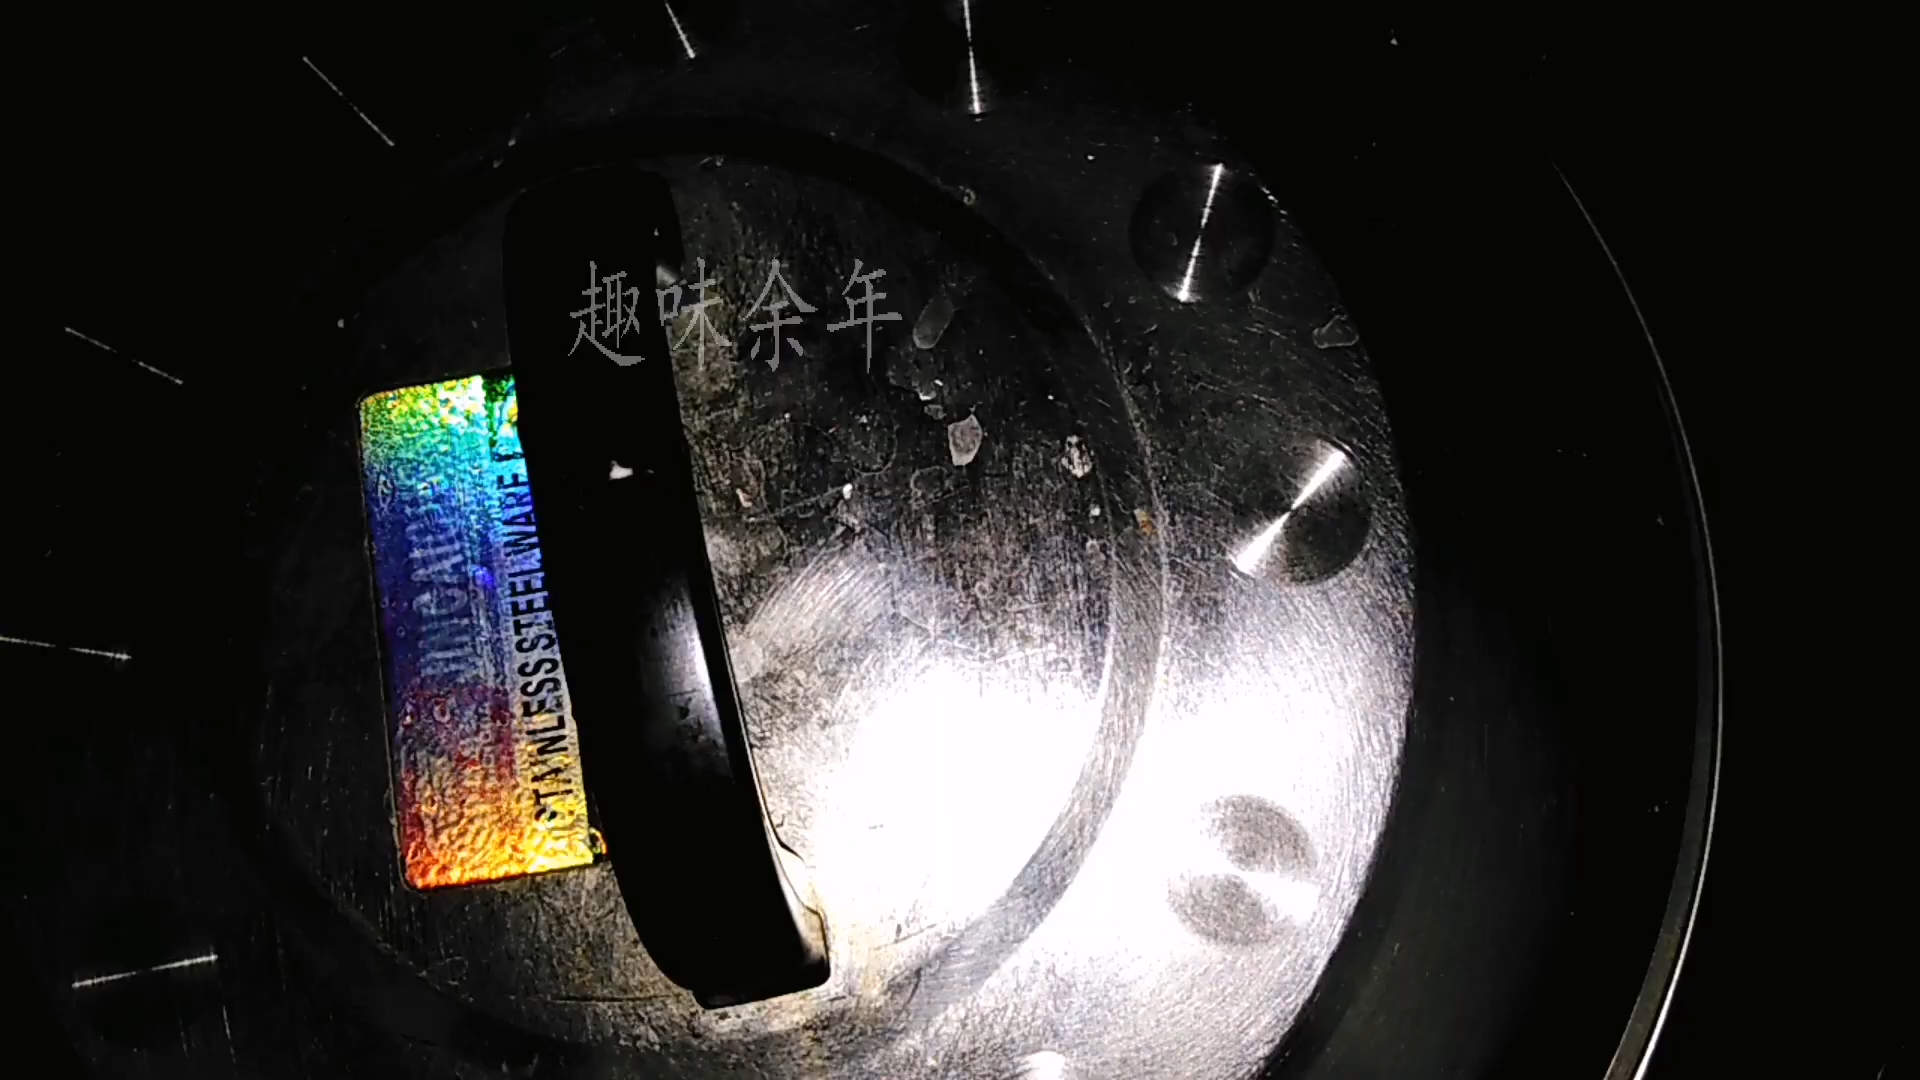 趣味余年
STAINLESS STEEL WARE